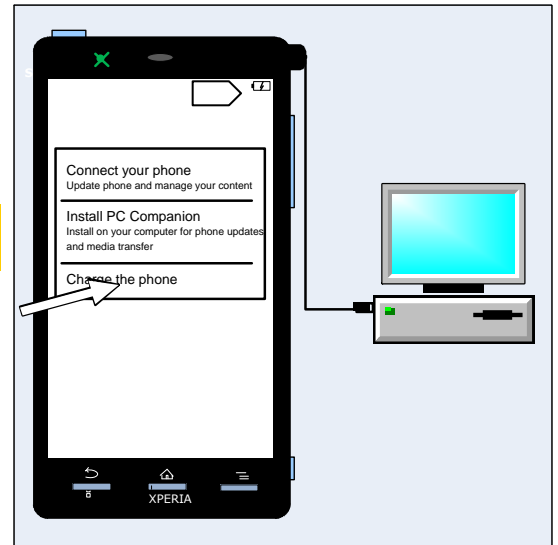 Connect your phone
Update phone and manage your content
Install PC Companion
Install on your computer for phone updates
and media transfer
Charge the phone
XPERIA